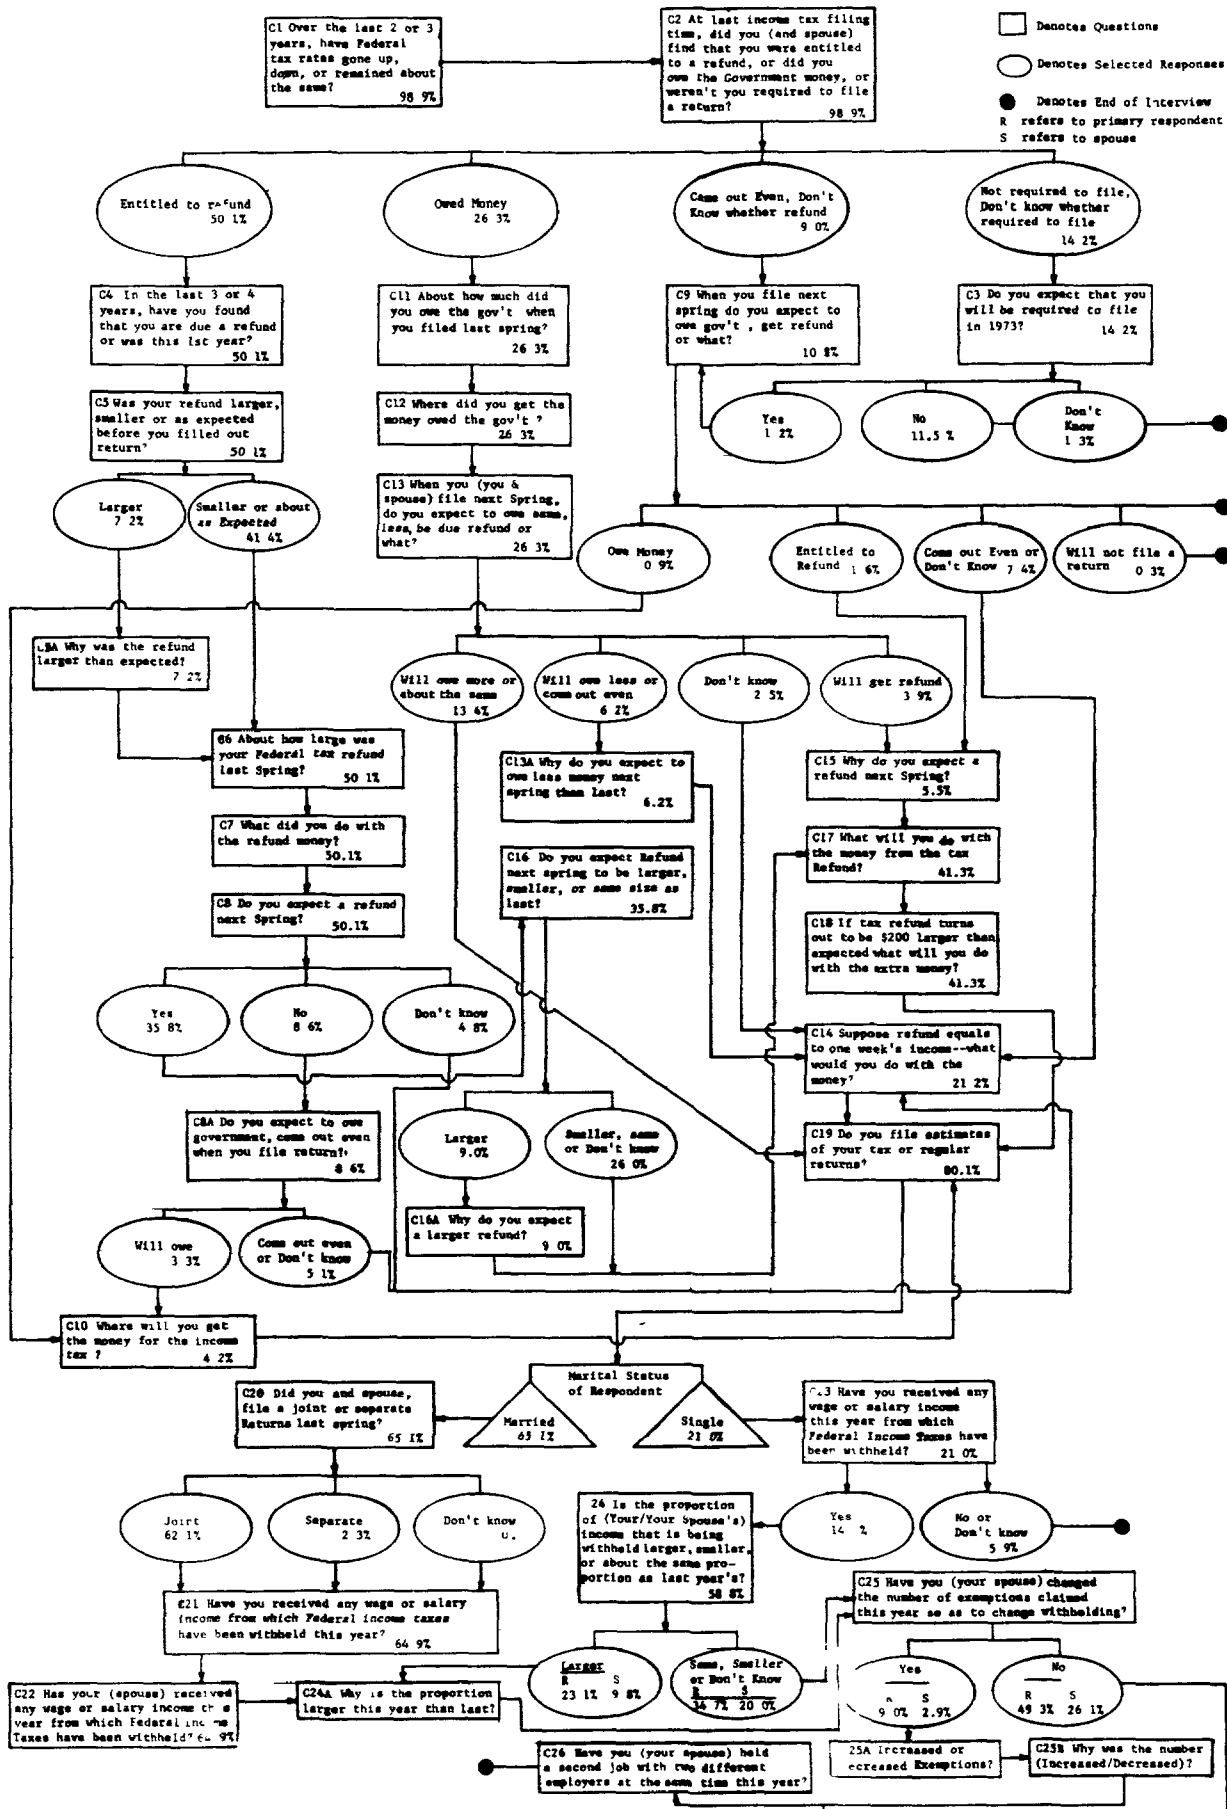 C1 Over the last 2 or 3
years, have Federal
tax rates gone up,
down, or remained about
the same?
98 9%
C2 At last income tax filing
time, did you (and spouse)
find that you were entitled
to a refund, or did you
owe the Government money, or
weren't you required to file
a return?
98 9%
Denotes Questions
Denotes Selected Responses
Denotes End of Interview
R refers to primary respondent
S refers to spouse
Entitled to refund
50 1%
Owed Money
26 3%
Came out Even, Don't
Know whether refund
9 0%
Not required to file,
Don't know whether
required to file
14 2%
C4 In the last 3 or 4
years, have you found
that you are due a refund
or was this 1st year?
50 1%
C11 About how much did
you owe the gov't when
you filed last spring?
26 3%
C9 When you file next
spring do you expect to
owe gov't, get refund
or what?
10 8%
C3 Do you expect that you
will be required to file
in 1973?
14 2%
C5 Was your refund larger,
smaller or as expected
before you filled out
return?
50 1%
C12 Where did you get the
money owed the gov't ?
26 3%
Yes
1 2%
No
11.5 %
Don't
Know
1 3%
Larger
7 2%
Smaller or about
as Expected
41 4%
C13 When you (you &
spouse) file next Spring,
do you expect to owe same,
less, be due refund or
what?
26 3%
Owe Money
0 9%
Entitled to
Refund 1 6%
Come out Even or
Don't Know 7 4%
Will not file a
return 0 3%
Why was the refund
larger than expected?
7 2%
Will owe more or
about the same
13 4%
Will owe less or
come out even
6 2%
Don't know
2 5%
Will get refund
3 9%
About how large was
your Federal tax refund
last Spring?
50 1%
C13A Why do you expect to
owe less money next
spring than last?
6.2%
C15 Why do you expect a
refund next Spring?
5.5%
C7 What did you do with
the refund money?
50.1%
C16 Do you expect Refund
next spring to be larger,
smaller, or same size as
last?
35.8%
C17 What will you do with
the money from the tax
Refund?
41.3%
C8 Do you expect a refund
next Spring?
50.1%
C18 If tax refund turns
out to be $200 larger than
expected what will you do
with the extra money?
41.3%
Yes
35 8%
No
8 6%
Don't know
4 8%
C14 Suppose refund equals
to one week's income--what
would you do with the
money?
21 2%
C8A Do you expect to owe
government, come out even
when you file return?
8 6%
Larger
9.0%
Smaller, same
or Don't know
26 0%
C19 Do you file estimates
of your tax or regular
returns?
80.1%
C16A Why do you expect
a larger refund?
9 0%
Will owe
3 3%
Come out even
or Don't know
5 1%
C10 Where will you get
the money for the income
tax ?
4 2%
Marital Status
of Respondent
Married
65 1%
Single
21 0%
C20 Did you and spouse,
file a joint or separate
Returns last spring?
65 1%
Have you received any
wage or salary income
this year from which
Federal Income Taxes have
been withheld? 21 0%
Joint
62 1%
Separate
2 3%
Don't know
24 Is the proportion
of (Your/Your Spouse's)
income that is being
withheld larger, smaller,
or about the same pro-
portion as last year's?
58 8%
Yes
14 %
No or
Don't know
5 9%
C21 Have you received any wage or salary
income from which Federal income taxes
have been withheld this year?
64 9%
C25 Have you (your spouse) changed
the number of exemptions claimed
this year so as to change withholding?
Larger
R S
23 1% 9 8%
Same, Smaller
or Don't Know
R S
34 7% 20 0%
Yes
S
9 0% 2.9%
No
R S
49 3% 26 1%
C22 Has your (spouse) received
any wage or salary income
year from which Federal
Taxes have been withheld? 9%
C24A Why is the proportion
larger this year than last?
C26 Have you (your spouse) held
a second job with two different
employers at the same time this year?
25A Increased or
ecreased Exemptions?
C25B Why was the number
(Increased/Decreased)?